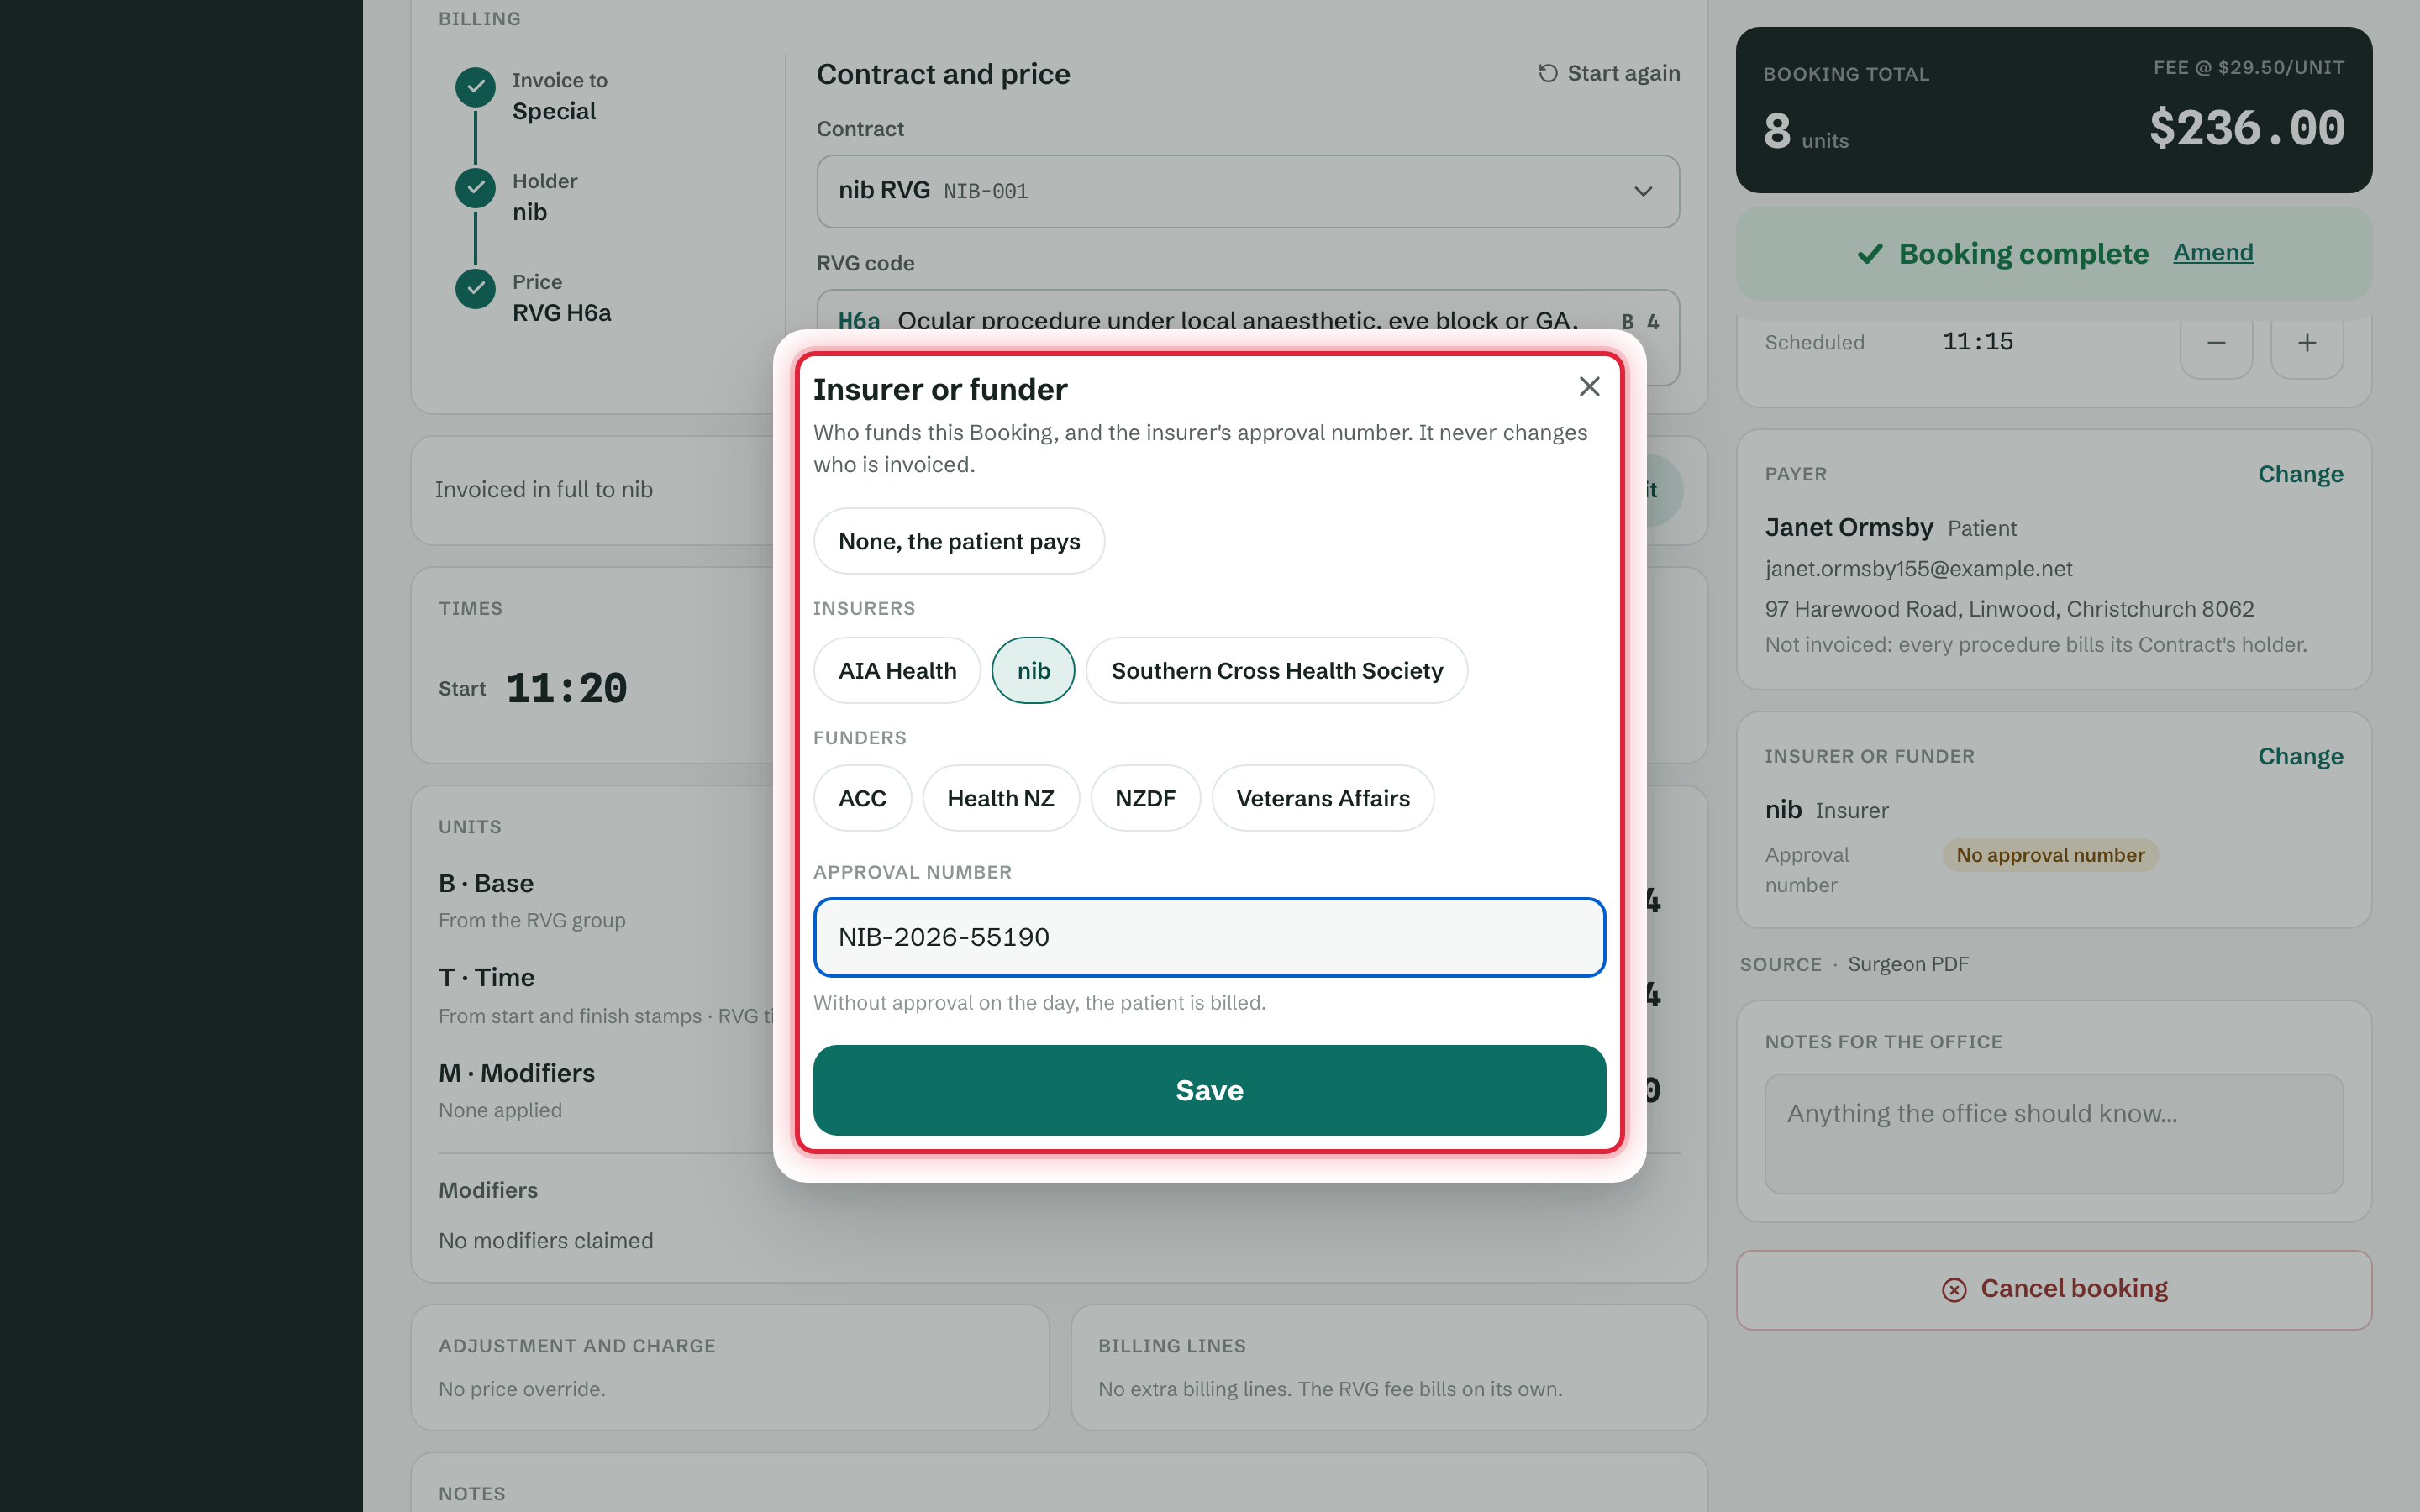 BILLING
Invoice to
Special
Holder
nib
Price
RVG H6a
Contract and price
Start again
Contract
nib RVG NIB-001
RVG code
H6a Ocular procedure under local anaesthetic, eye block or GA, B 4
Invoiced in full to nib
it
TIMES
Start 11:20
UNITS
B · Base
From the RVG group
4
T · Time
From start and finish stamps · RVG ti
4
M · Modifiers
None applied
0
Modifiers
No modifiers claimed
ADJUSTMENT AND CHARGE
No price override.
BILLING LINES
No extra billing lines. The RVG fee bills on its own.
NOTES
Insurer or funder
Who funds this Booking, and the insurer's approval number. It never changes
who is invoiced.
None, the patient pays
INSURERS
AIA Health nib Southern Cross Health Society
FUNDERS
ACC Health NZ NZDF Veterans Affairs
APPROVAL NUMBER
NIB-2026-55190
Without approval on the day, the patient is billed.
Save
BOOKING TOTAL FEE @ $29.50/UNIT
8 units $236.00
Booking complete Amend
Scheduled 11:15
PAYER Change
Janet Ormsby Patient
janet.ormsby155@example.net
97 Harewood Road, Linwood, Christchurch 8062
Not invoiced: every procedure bills its Contract's holder.
INSURER OR FUNDER Change
nib Insurer
Approval
number
No approval number
SOURCE · Surgeon PDF
NOTES FOR THE OFFICE
Anything the office should know...
Cancel booking